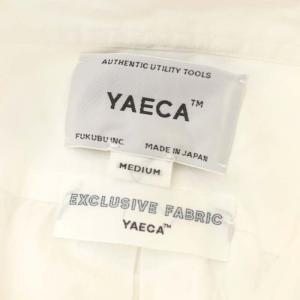 AUTHENTIC UTILITY TOOLS
YAECA™
FUKUBU INC. MADE IN JAPAN
MEDIUM
EXCLUSIVE FABRIC
YAECA™